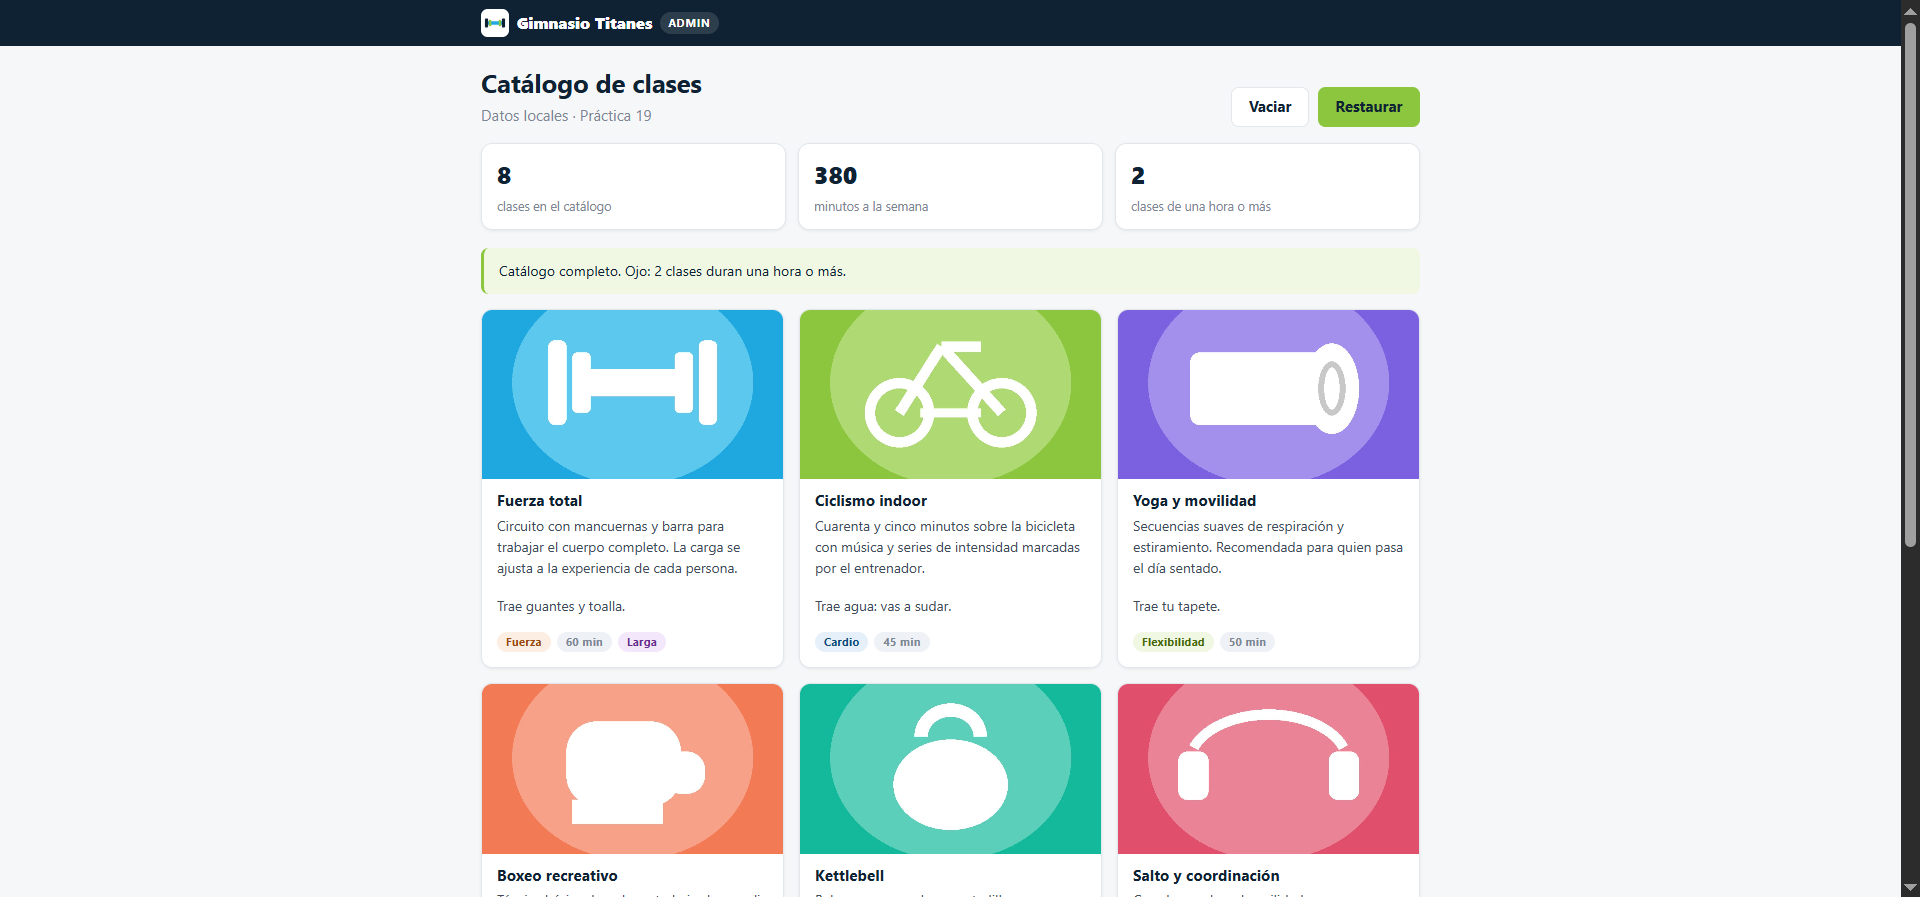 Gimnasio Titanes ADMIN
Catálogo de clases
Datos locales · Práctica 19
Vaciar
Restaurar
8
clases en el catálogo
380
minutos a la semana
2
clases de una hora o más
Catálogo completo. Ojo: 2 clases duran una hora o más.
Fuerza total
Circuito con mancuernas y barra para
trabajar el cuerpo completo. La carga se
ajusta a la experiencia de cada persona.
Trae guantes y toalla.
Fuerza 60 min Larga
Ciclismo indoor
Cuarenta y cinco minutos sobre la bicicleta
con música y series de intensidad marcadas
por el entrenador.
Trae agua: vas a sudar.
Cardio 45 min
Yoga y movilidad
Secuencias suaves de respiración y
estiramiento. Recomendada para quien pasa
el día sentado.
Trae tu tapete.
Flexibilidad 50 min
Boxeo recreativo
Kettlebell
Salto y coordinación